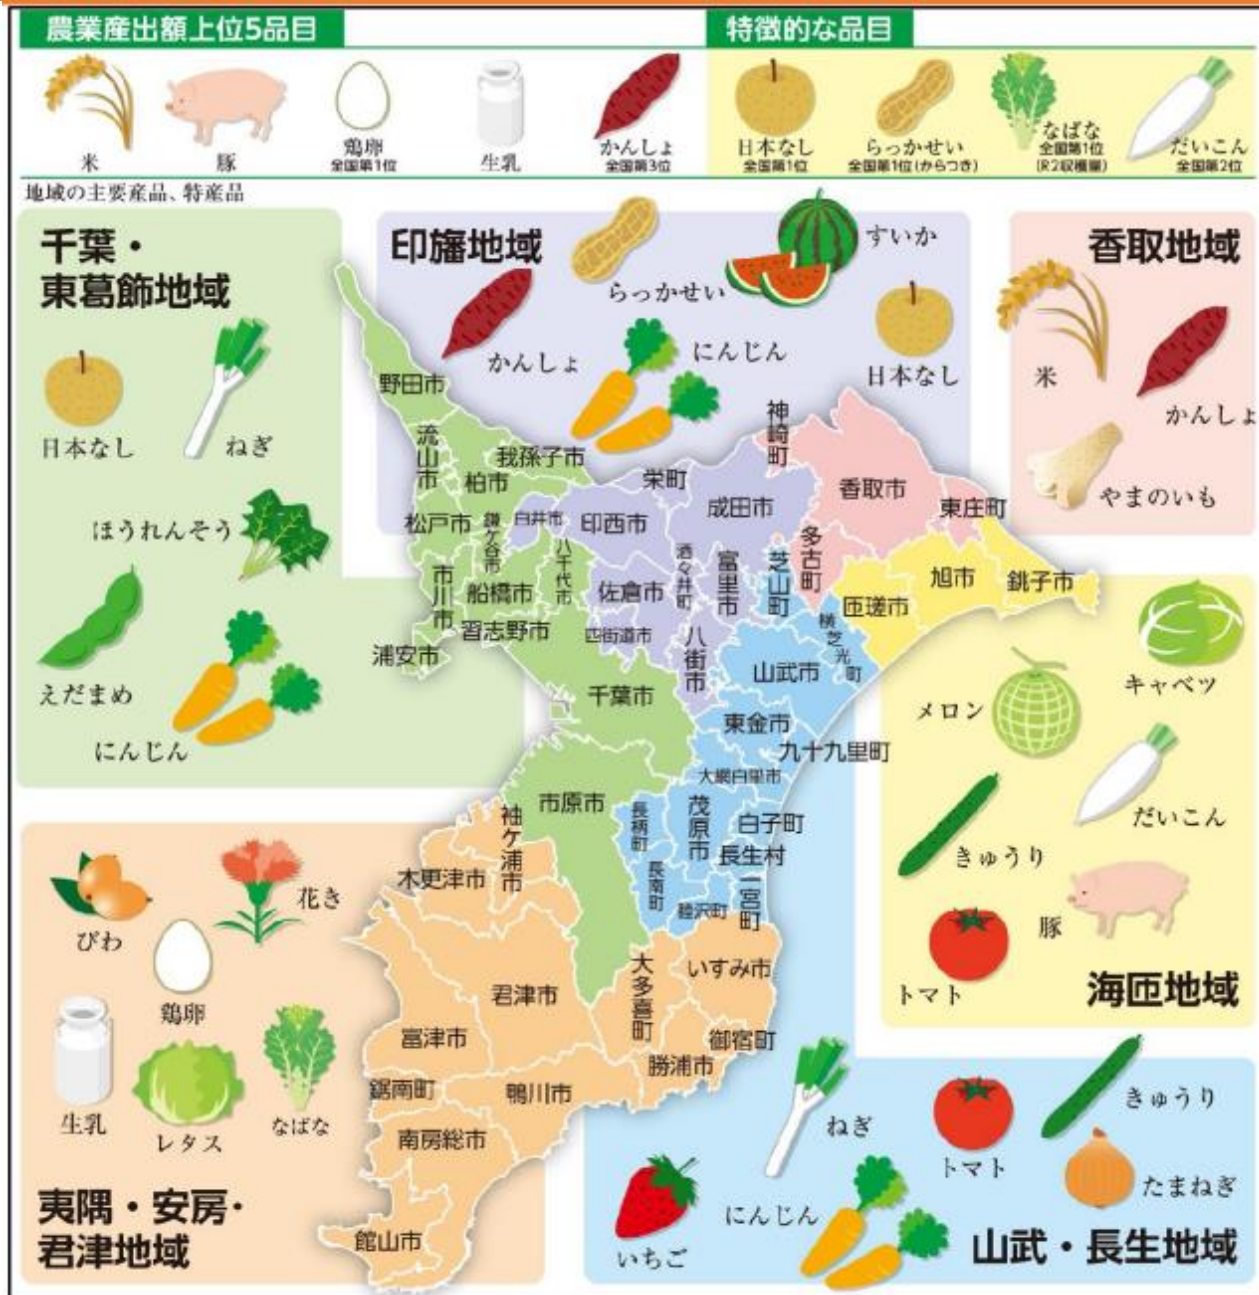 農業産出額上位5品目
特徴的な品目
米
豚
鶏卵
全国第1位
生乳
かんしょ
全国第3位
日本なし
全国第1位
らっかせい
全国第1位(からつき)
なばな
全国第1位
(R2収穫量)
だいこん
全国第2位
地域の主要産品、特産品
千葉・
東葛飾地域
日本なし
ねぎ
ほうれんそう
えだまめ
にんじん
印旛地域
らっかせい
すいか
かんしょ
にんじん
日本なし
香取地域
米
かんしょ
やまのいも
野田市
流山市
我孫子市
柏市
松戸市
鎌ケ谷市
白井市
印西市
栄町
成田市
神崎町
香取市
東庄町
多古町
市川市
船橋市
八千代市
佐倉市
酒々井町
富里市
芝山町
匝瑳市
旭市
銚子市
浦安市
習志野市
四街道市
八街市
山武市
横芝光町
千葉市
東金市
九十九里町
大網白里市
市原市
袖ケ浦市
長柄町
茂原市
白子町
長生村
木更津市
長南町
睦沢町
一宮町
君津市
大多喜町
いすみ市
富津市
御宿町
勝浦市
鋸南町
鴨川市
南房総市
館山市
キャベツ
メロン
だいこん
きゅうり
豚
トマト
海匝地域
びわ
花き
鶏卵
生乳
レタス
なばな
夷隅・安房・
君津地域
ねぎ
トマト
きゅうり
たまねぎ
いちご
にんじん
山武・長生地域